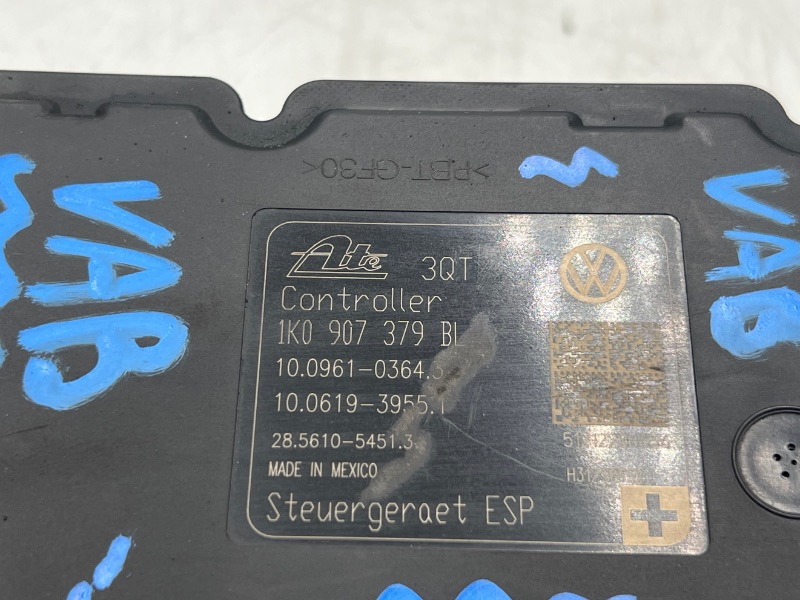 >PBT-GF30<
VAB
VAB
Ate 3QT
Controller
1K0 907 379 BL
10.0961-0364.
10.0619-3955.1
28.5610-5451.3
MADE IN MEXICO
Steuergeraet ESP